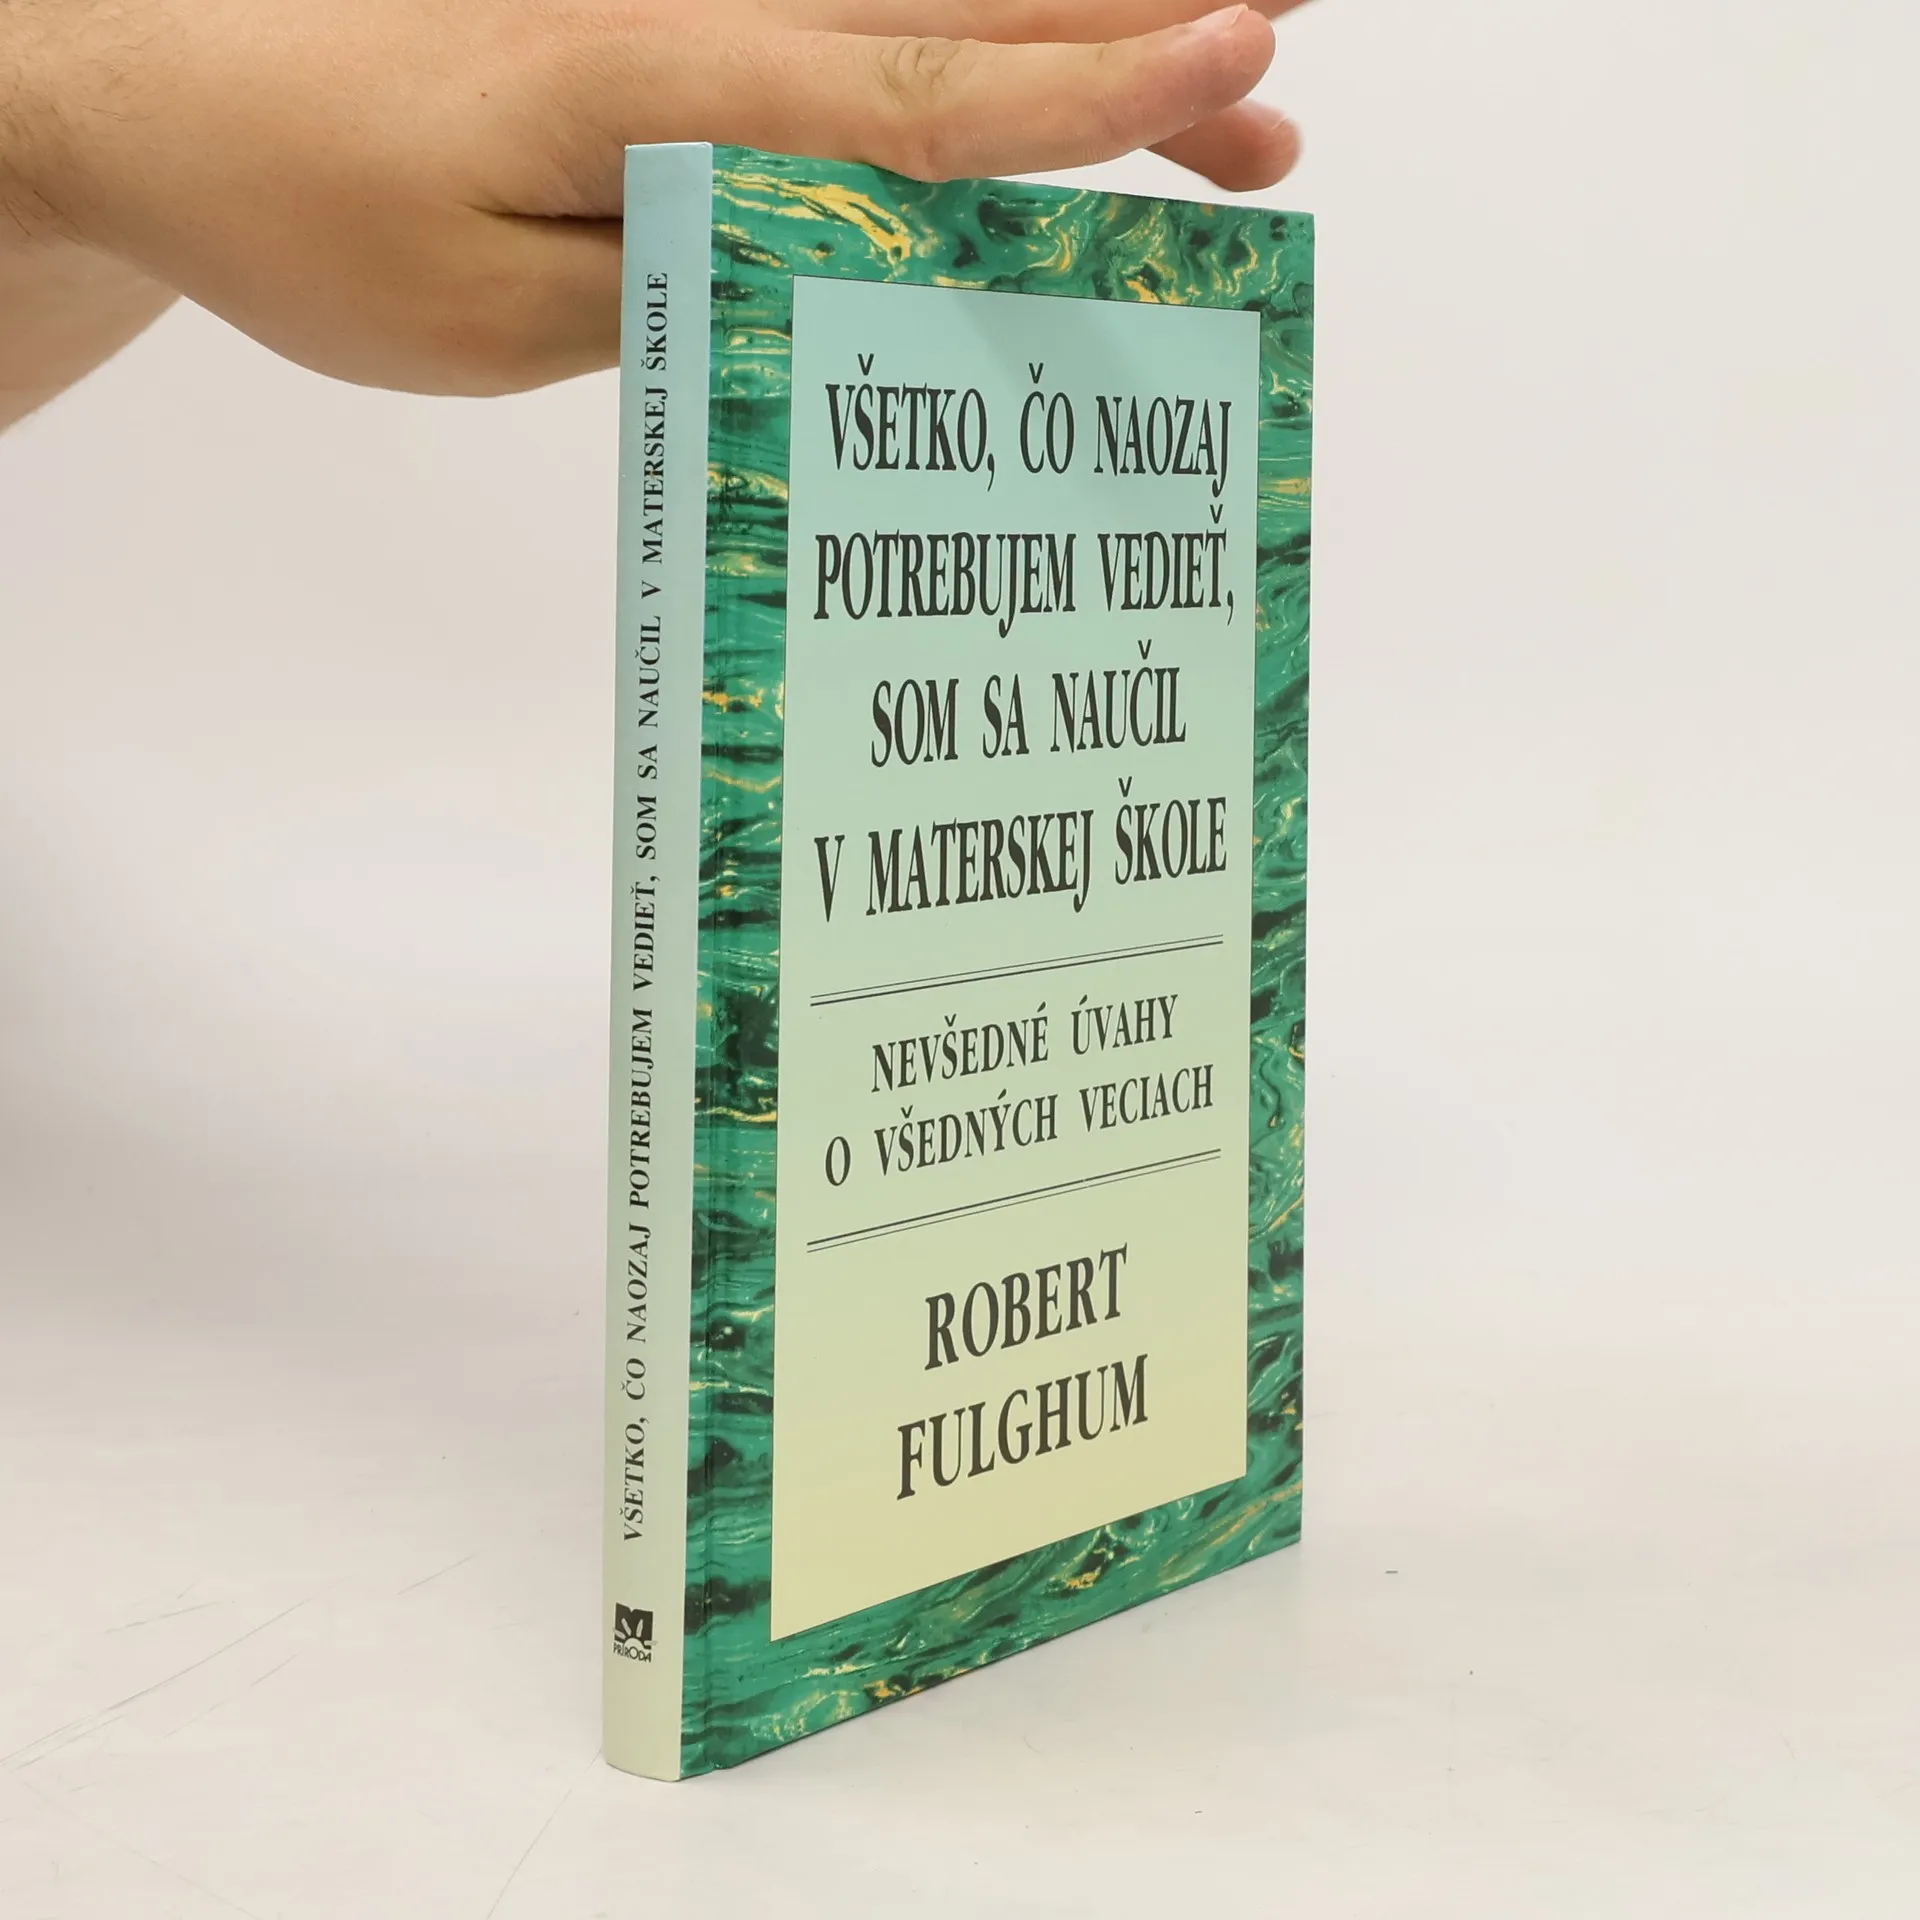 VŠETKO, ČO NAOZAJ POTREBUJEM VEDIEŤ, SOM SA NAUČIL V MATERSKEJ ŠKOLE
PRÍRODA
VŠETKO, ČO NAOZAJ
POTREBUJEM VEDIEŤ,
SOM SA NAUČIL
V MATERSKEJ ŠKOLE
NEVŠEDNÉ ÚVAHY
O VŠEDNÝCH VECIACH
ROBERT
FULGHUM